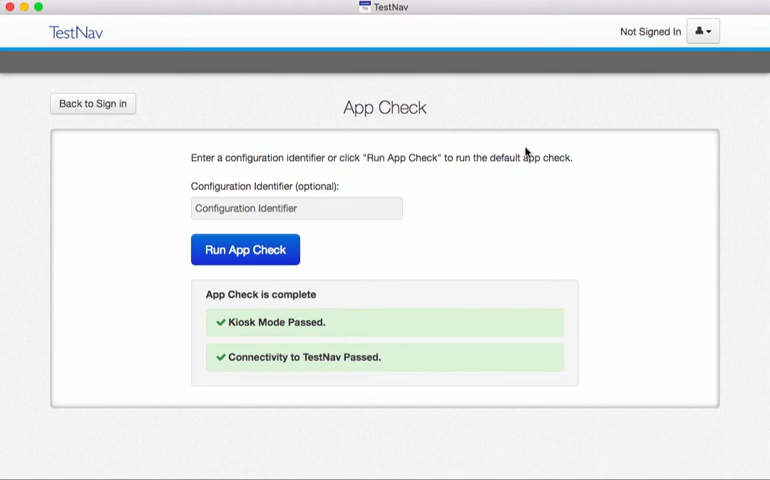 TestNav
TestNav
Not Signed In
Back to Sign in
App Check
Enter a configuration identifier or click "Run App Check" to run the default app check.
Configuration Identifier (optional):
Configuration Identifier
Run App Check
App Check is complete
Kiosk Mode Passed.
Connectivity to TestNav Passed.